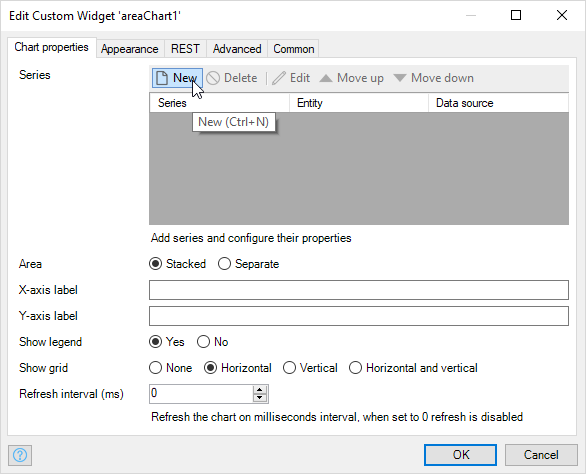 Edit Custom Widget 'areaChart1'
Chart properties Appearance REST Advanced Common
Series New Delete Edit Move up Move down
Series Entity Data source
New (Ctrl+N)
Add series and configure their properties
Area Stacked Separate
X-axis label
Y-axis label
Show legend Yes No
Show grid None Horizontal Vertical Horizontal and vertical
Refresh interval (ms) 0
Refresh the chart on milliseconds interval, when set to 0 refresh is disabled
? OK Cancel